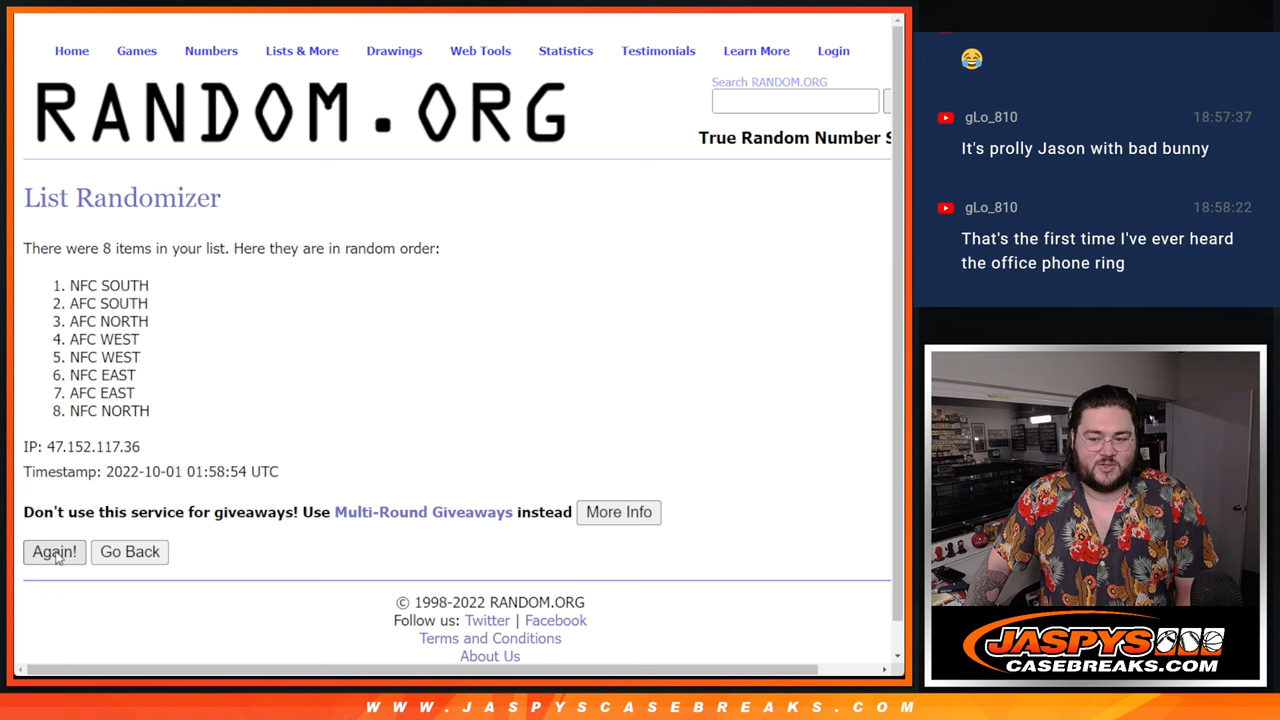 Home Games Numbers Lists & More Drawings Web Tools Statistics Testimonials Learn More Login
RANDOM.ORG
Search RANDOM.ORG
True Random Number S
List Randomizer
There were 8 items in your list. Here they are in random order:
1. NFC SOUTH
2. AFC SOUTH
3. AFC NORTH
4. AFC WEST
5. NFC WEST
6. NFC EAST
7. AFC EAST
8. NFC NORTH
IP: 47.152.117.36
Timestamp: 2022-10-01 01:58:54 UTC
Don't use this service for giveaways! Use Multi-Round Giveaways instead More Info
Again! Go Back
© 1998-2022 RANDOM.ORG
Follow us: Twitter | Facebook
Terms and Conditions
About Us
gLo_810 18:57:37
It's prolly Jason with bad bunny
gLo_810 18:58:22
That's the first time I've ever heard
the office phone ring
JASPYS
CASEBREAKS.COM
WWW.JASPYSCASEBREAKS.COM